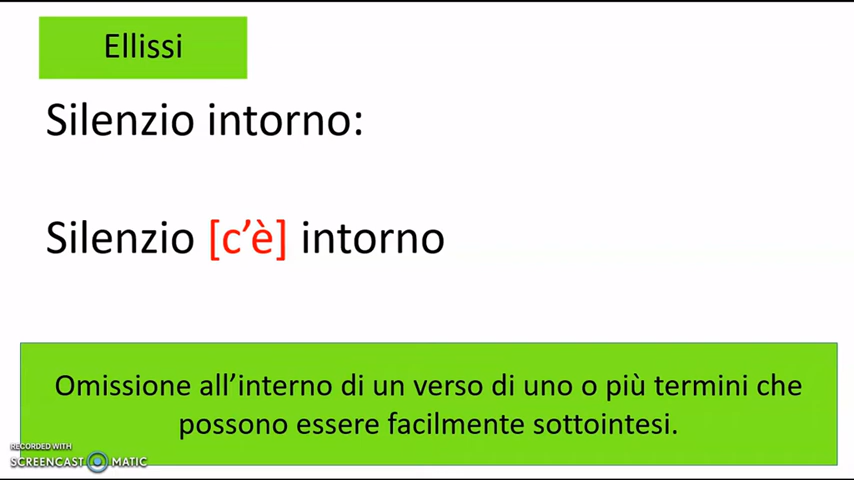 Ellissi
Silenzio intorno:
Silenzio [c’è] intorno
Omissione all’interno di un verso di uno o più termini che
possono essere facilmente sottointesi.
RECORDED WITH
SCREENCAST MATIC